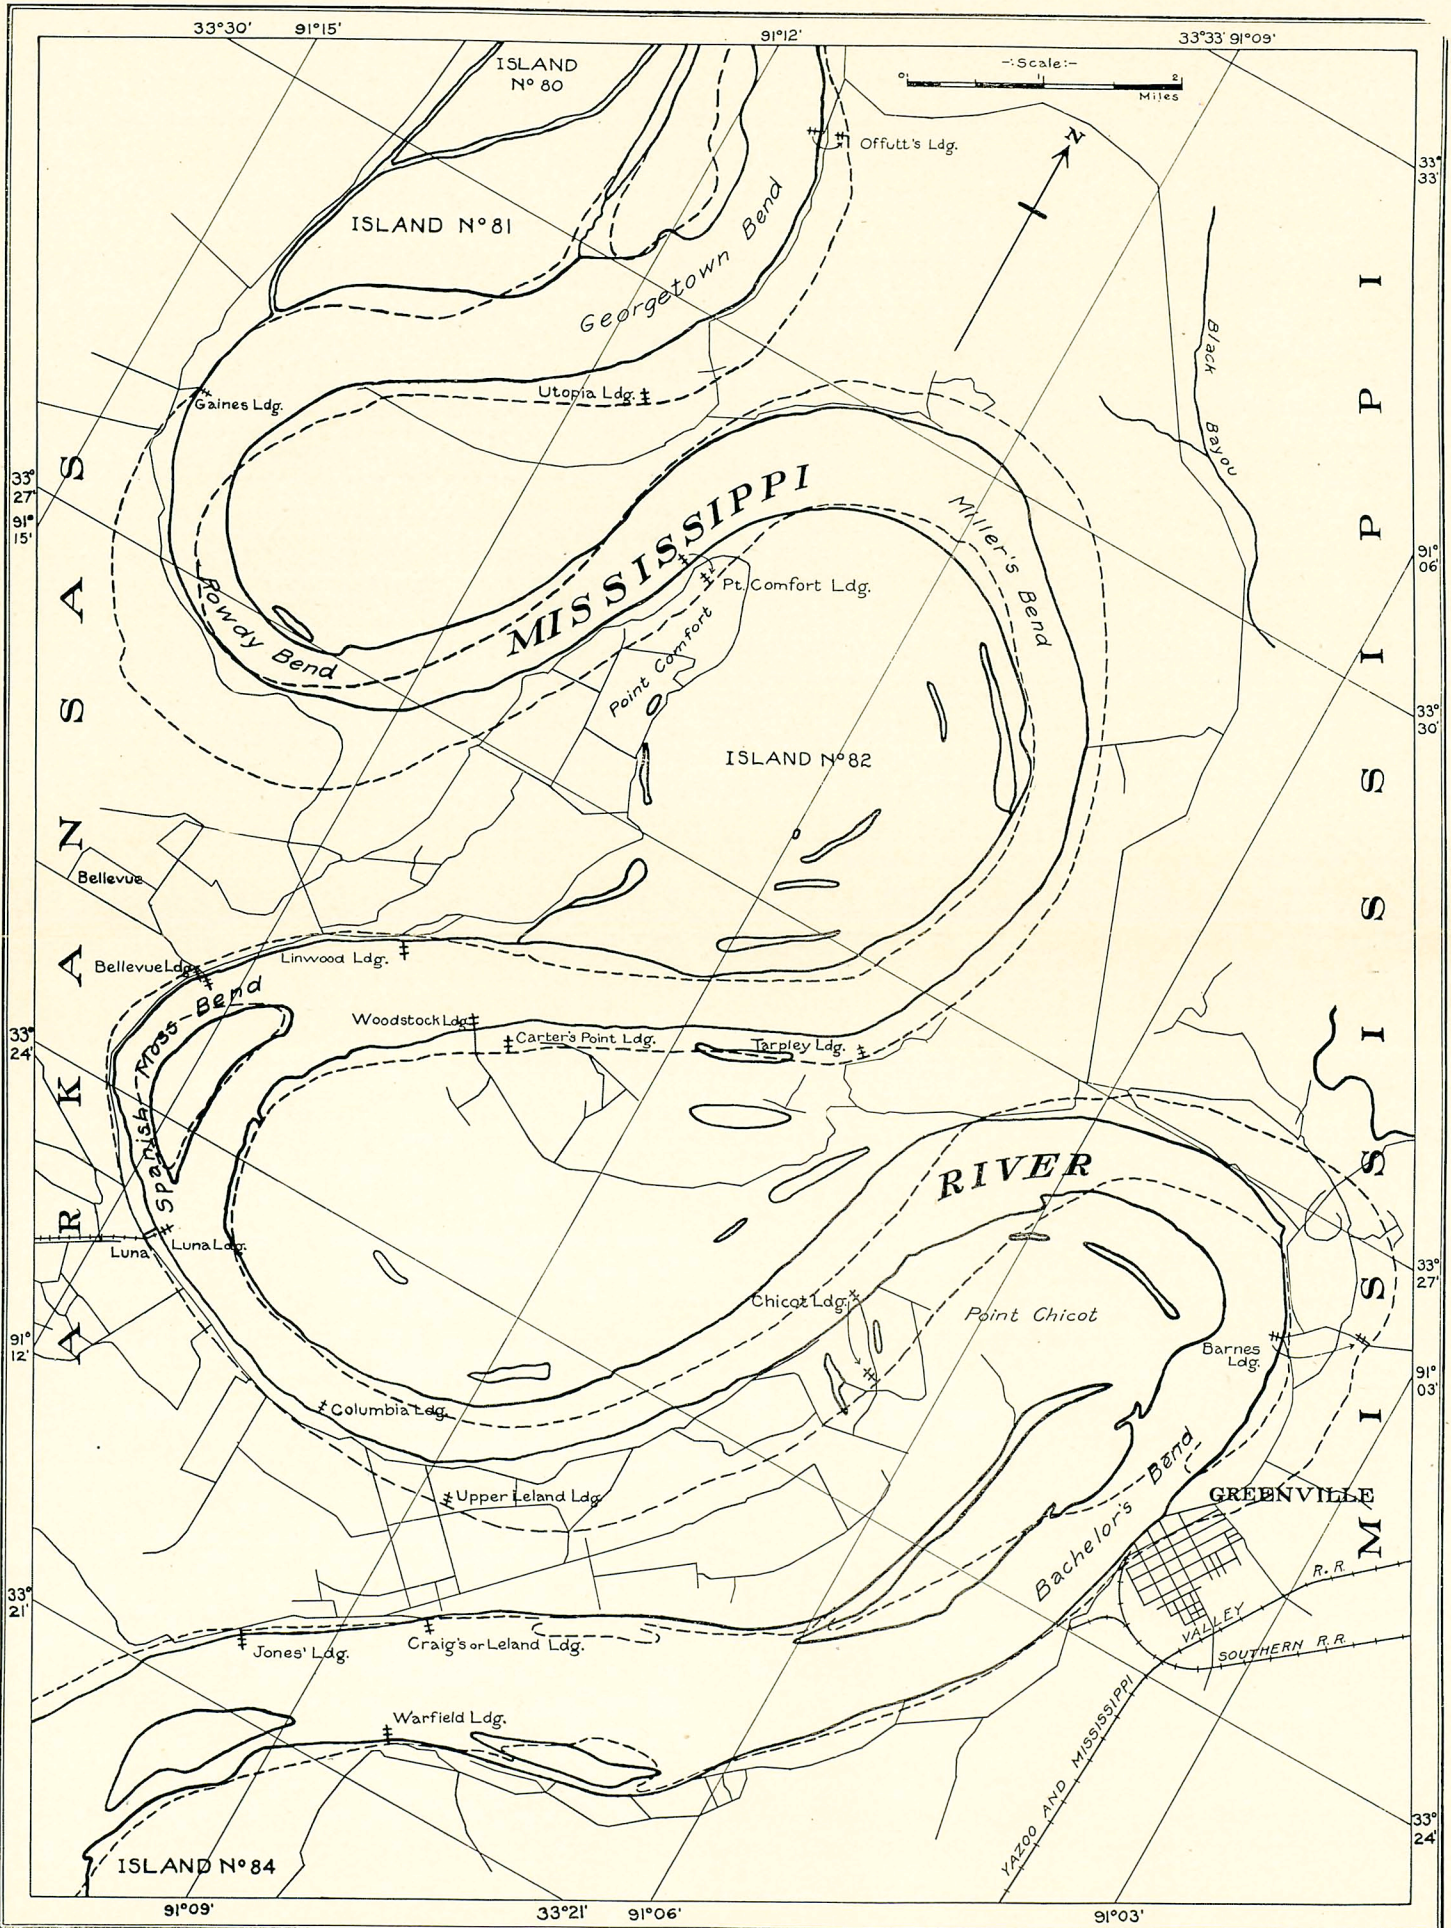 33°30' 91°15' 91°12' 33°33' 91°09'
-:Scale:-
0 1 2
Miles
ISLAND
Nº 80
N
Offutt's Ldg.
33°
33'
ISLAND Nº 81
Georgetown Bend
Black Bayou
Gaines Ldg.
Utopia Ldg.
33°
27'
91°
15'
MISSISSIPPI
Miller's Bend
91°
06'
Rowdy Bend
Pt. Comfort Ldg.
Point Comfort
33°
30'
ISLAND Nº 82
Bellevue
Bellevue Ldg.
Linwood Ldg.
Spanish Moss Bend
Woodstock Ldg.
Carter's Point Ldg.
Tarpley Ldg.
33°
24'
ARKANSAS
MISSISSIPPI
RIVER
Luna
Luna Ldg.
33°
27'
Chicot Ldg.
Point Chicot
91°
12'
Barnes
Ldg.
91°
03'
Columbia Ldg.
Bachelor's Bend
Upper Leland Ldg.
GREENVILLE
33°
21'
R.R.
VALLEY
SOUTHERN R.R.
YAZOO AND MISSISSIPPI
Jones' Ldg.
Craig's or Leland Ldg.
Warfield Ldg.
33°
24'
ISLAND Nº 84
91°09' 33°21' 91°06' 91°03'